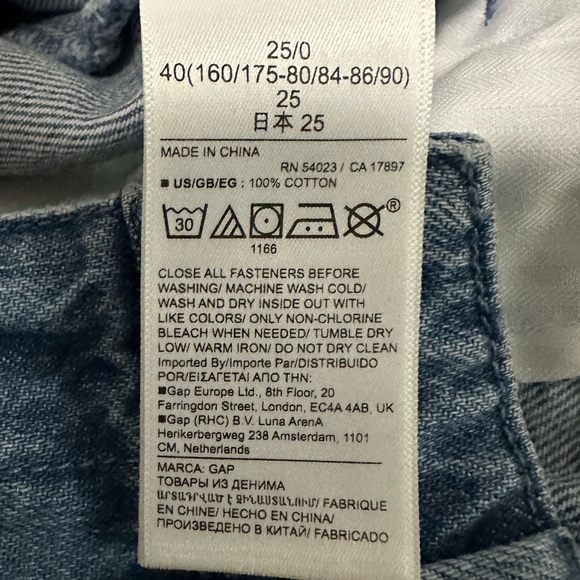 25/0
40(160/175-80/84-86/90)
25
日本 25
MADE IN CHINA
RN 54023 / CA 17897
■ US/GB/EG : 100% COTTON
30
®
1166
CLOSE ALL FASTENERS BEFORE
WASHING/ MACHINE WASH COLD/
WASH AND DRY INSIDE OUT WITH
LIKE COLORS/ ONLY NON-CHLORINE
BLEACH WHEN NEEDED/ TUMBLE DRY
LOW/ WARM IRON/ DO NOT DRY CLEAN
Imported By/Importe Par/DISTRIBUIDO
POR/ΕΙΣΑΓΕΤΑΙ ΑΠΟ ΤΗΝ:
■Gap Europe Ltd., 8th Floor, 20
Farringdon Street, London, EC4A 4AB, UK
■Gap (RHC) B.V. Luna ArenA
Herikerbergweg 238 Amsterdam, 1101
CM, Netherlands
MARCA: GAP
ТОВАРЫ ИЗ ДЕНИМА
ԱՐՏԱԴՐՎԱԾ Է ՉԻՆԱՍՏԱՆՈՒՄ/ FABRIQUE
EN CHINE/ HECHO EN CHINA/
ПРОИЗВЕДЕНО В КИТАЙ/ FABRICADO